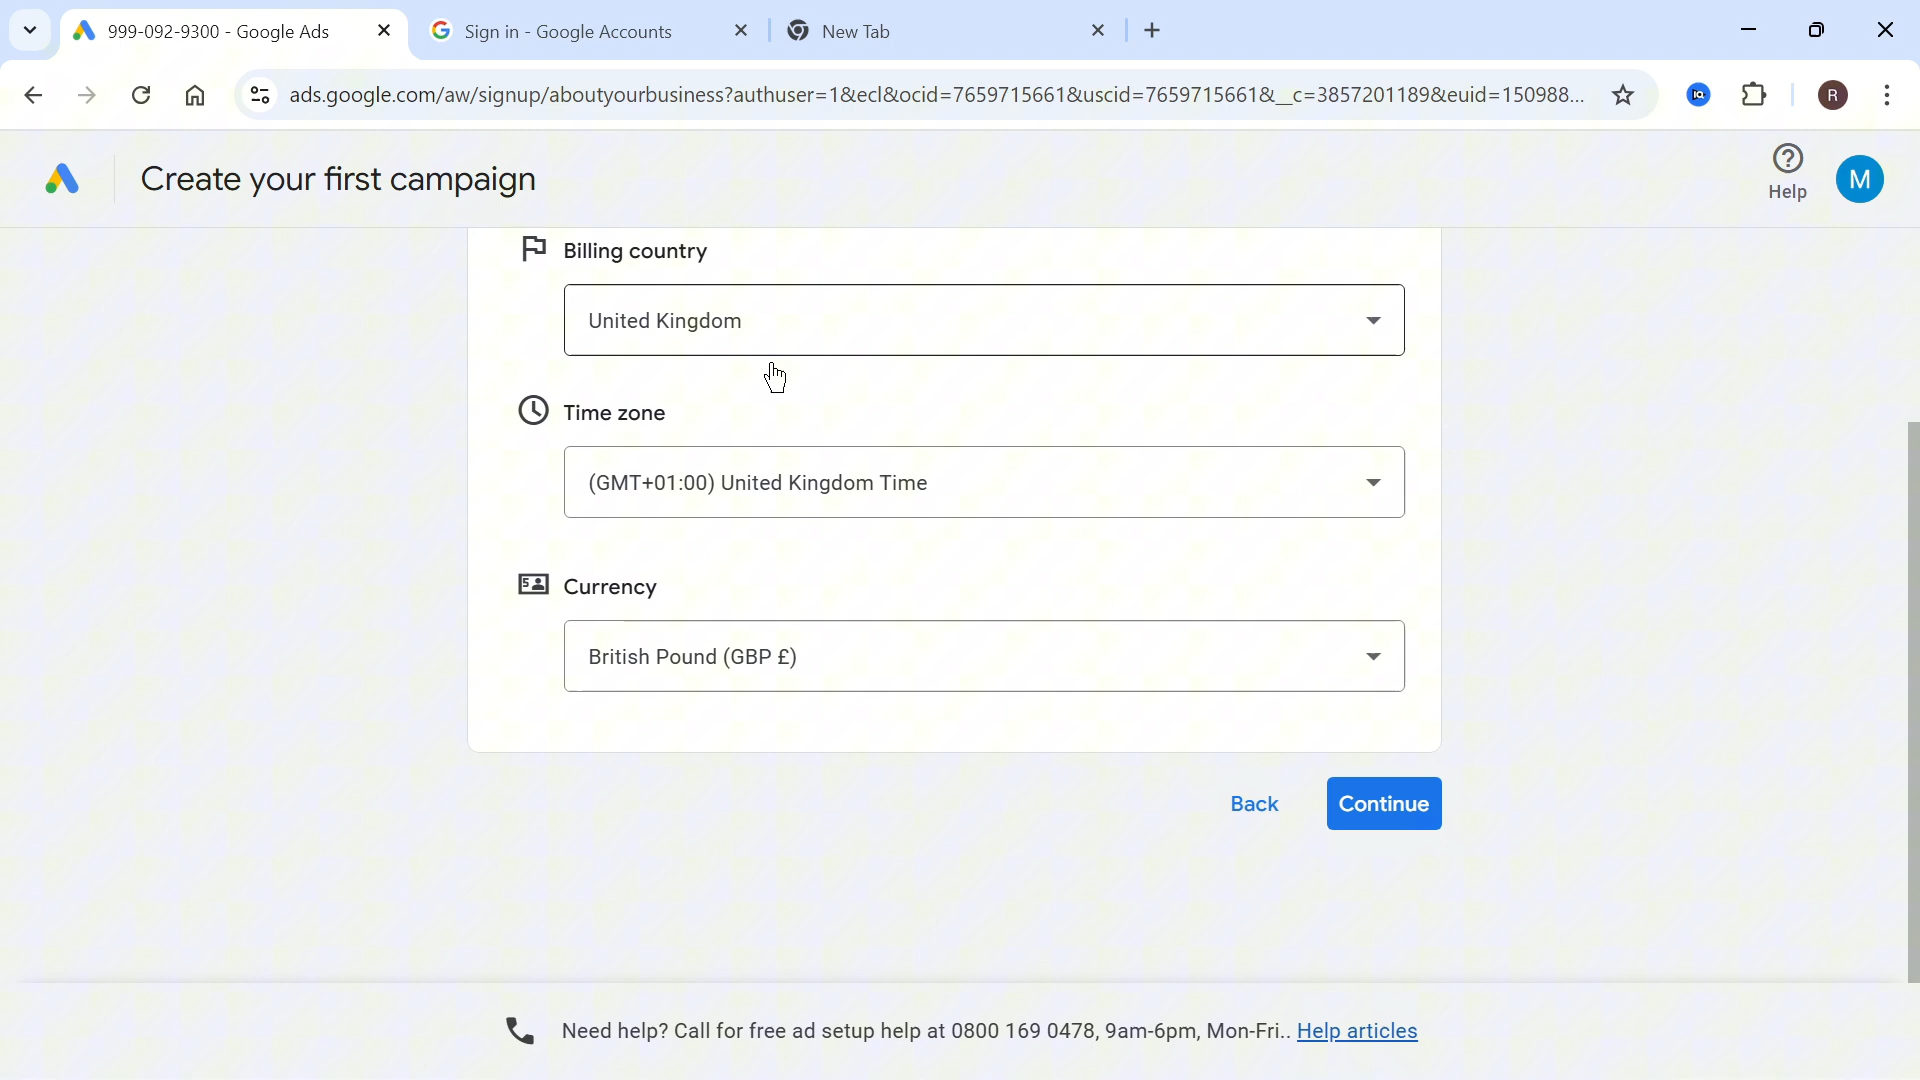 999-092-9300 - Google Ads
Sign in - Google Accounts
New Tab
ads.google.com/aw/signup/aboutyourbusiness?authuser=1&ecl&ocid=7659715661&uscid=7659715661&__c=3857201189&euid=150988...
R
Create your first campaign
Help
M
Billing country
United Kingdom
Time zone
(GMT+01:00) United Kingdom Time
Currency
British Pound (GBP £)
Back
Continue
Need help? Call for free ad setup help at 0800 169 0478, 9am-6pm, Mon-Fri.. Help articles